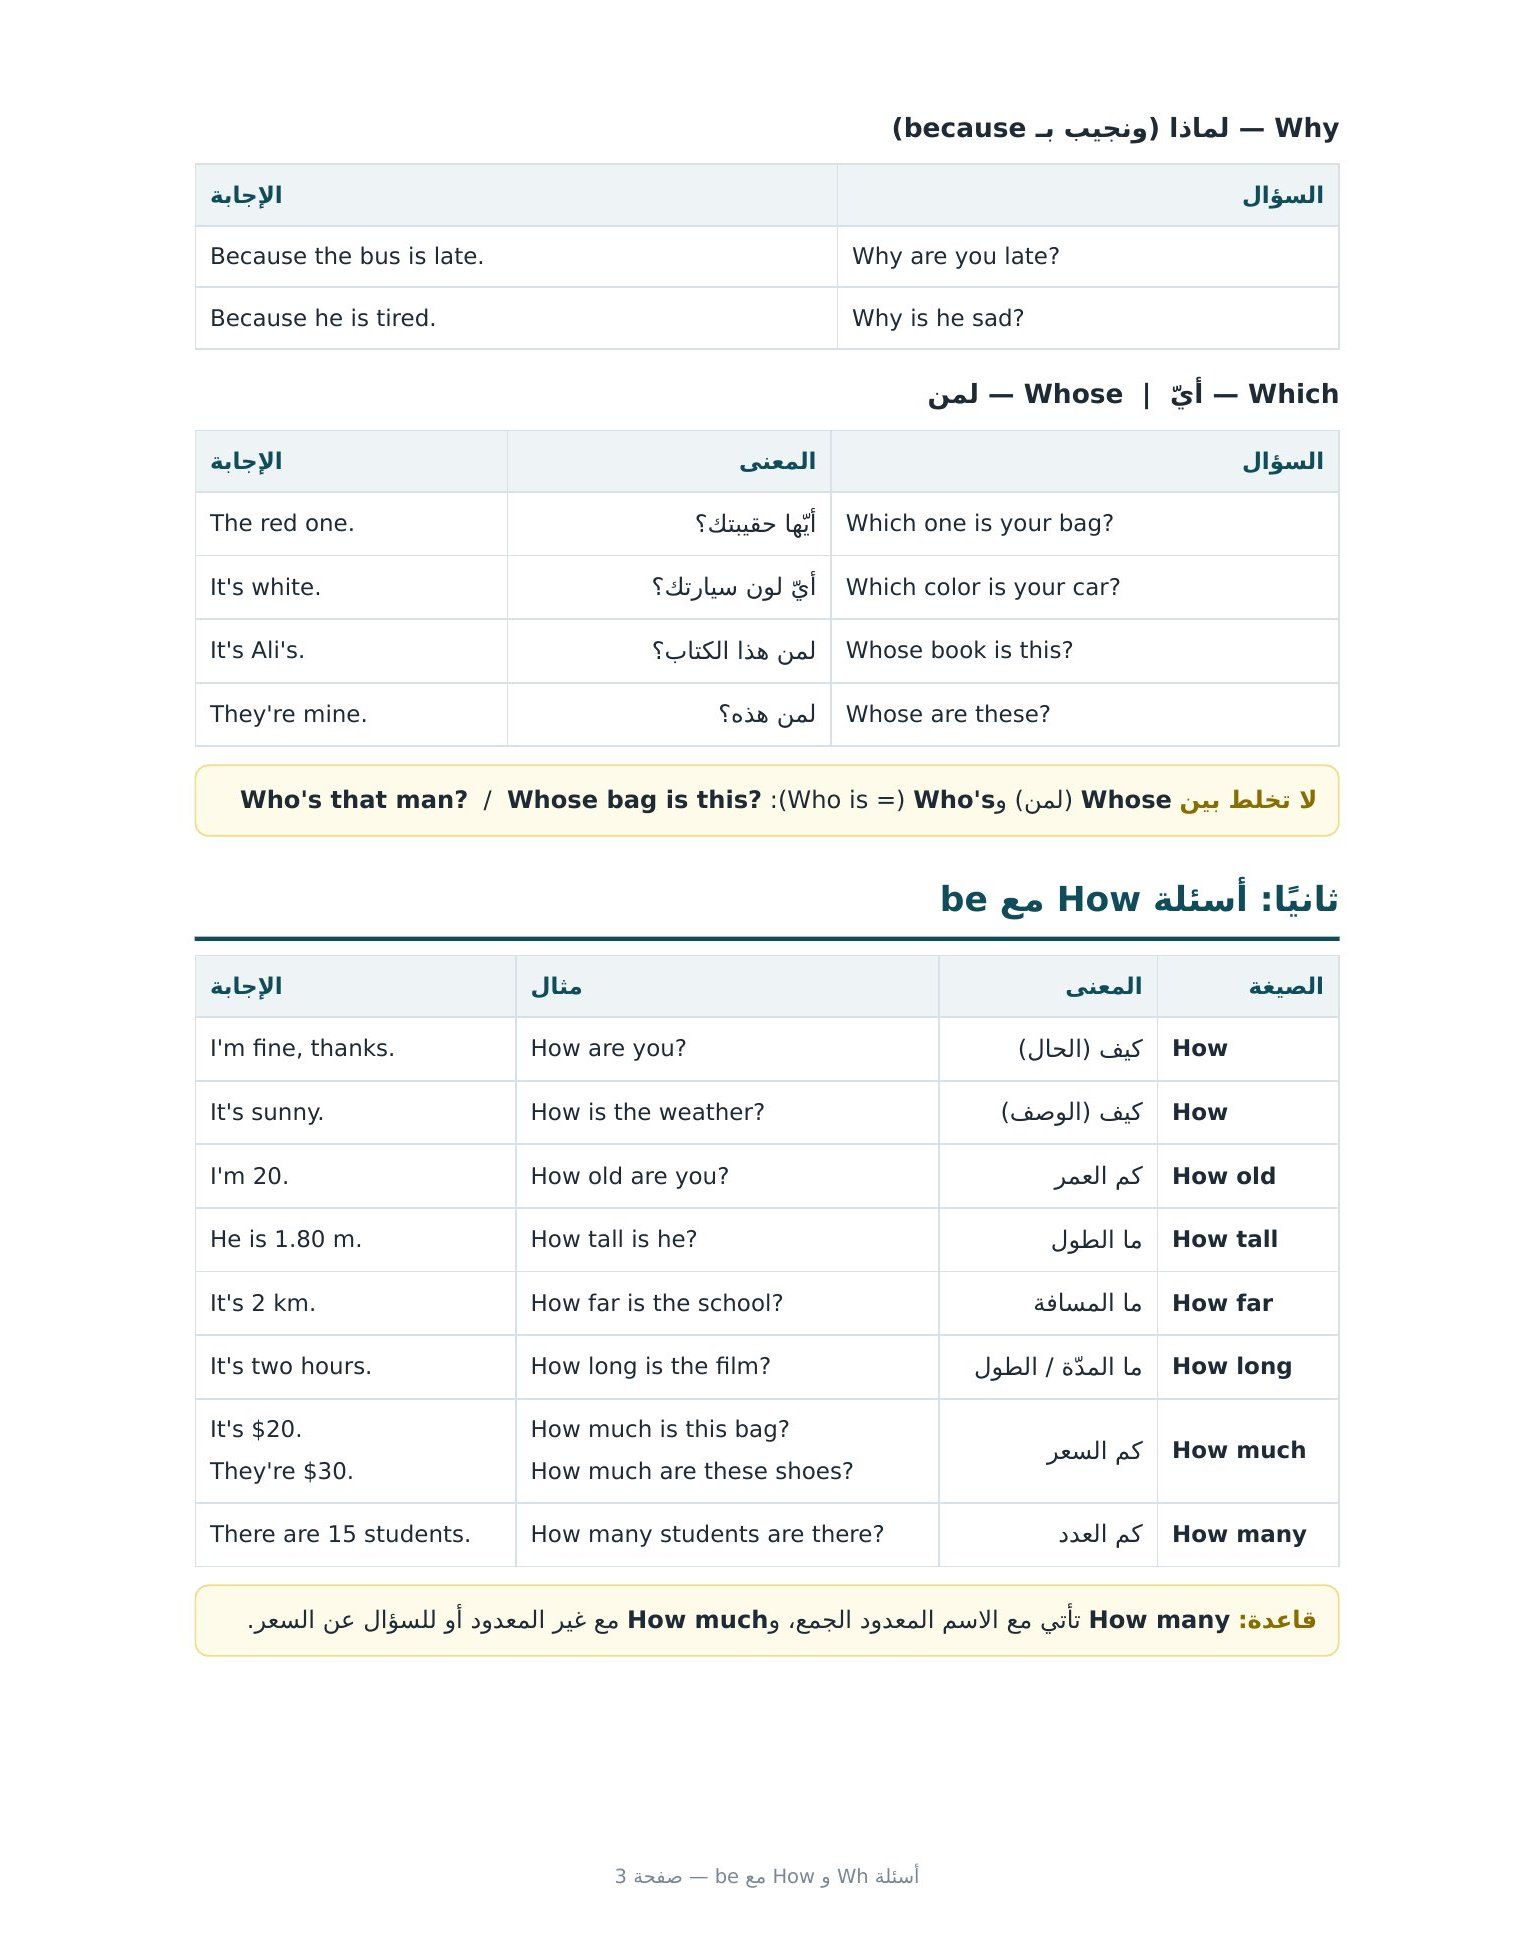 Why — لماذا (ونجيب بـ because)
السؤال	الإجابة
Why are you late?	Because the bus is late.
Why is he sad?	Because he is tired.
Which — أيّ | Whose — لمن
السؤال	المعنى	الإجابة
Which one is your bag?	أيّها حقيبتك؟	The red one.
Which color is your car?	أيّ لون سيارتك؟	It's white.
Whose book is this?	لمن هذا الكتاب؟	It's Ali's.
Whose are these?	لمن هذه؟	They're mine.
لا تخلط بين Whose (لمن) وWho's (= Who is): Whose bag is this? / Who's that man?
ثانيًا: أسئلة How مع be
الصيغة	المعنى	مثال	الإجابة
How	كيف (الحال)	How are you?	I'm fine, thanks.
How	كيف (الوصف)	How is the weather?	It's sunny.
How old	كم العمر	How old are you?	I'm 20.
How tall	ما الطول	How tall is he?	He is 1.80 m.
How far	ما المسافة	How far is the school?	It's 2 km.
How long	ما المدّة / الطول	How long is the film?	It's two hours.
How much	كم السعر	How much is this bag?	It's $20.
How much are these shoes?	They're $30.
How many	كم العدد	How many students are there?	There are 15 students.
قاعدة: How many تأتي مع الاسم المعدود الجمع، وHow much مع غير المعدود أو للسؤال عن السعر.
أسئلة Wh و How مع be — صفحة 3